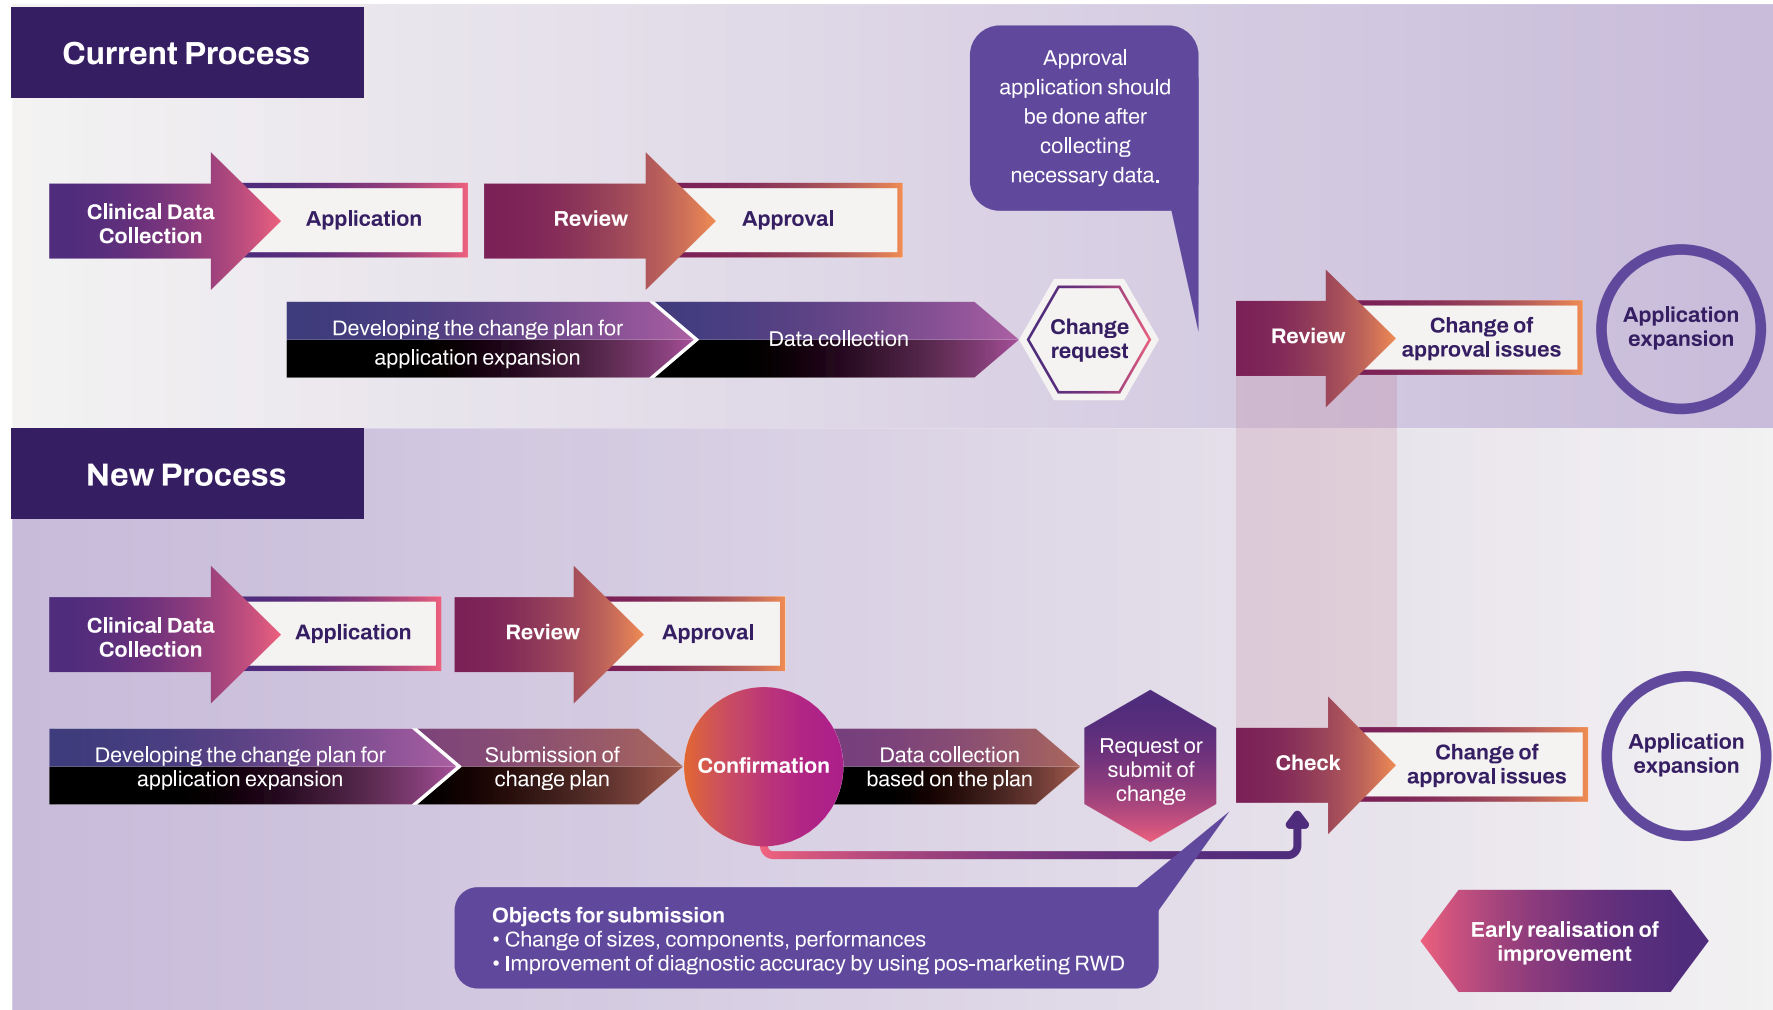 Current Process
Approval
application should
be done after
collecting
necessary data.
Clinical Data
Collection
Application
Review
Approval
Developing the change plan for
application expansion
Data collection
Change
request
Review
Change of
approval issues
Application
expansion
New Process
Clinical Data
Collection
Application
Review
Approval
Developing the change plan for
application expansion
Submission of
change plan
Confirmation
Data collection
based on the plan
Request or
submit of
change
Check
Change of
approval issues
Application
expansion
Objects for submission
• Change of sizes, components, performances
• Improvement of diagnostic accuracy by using pos-marketing RWD
Early realisation of
improvement